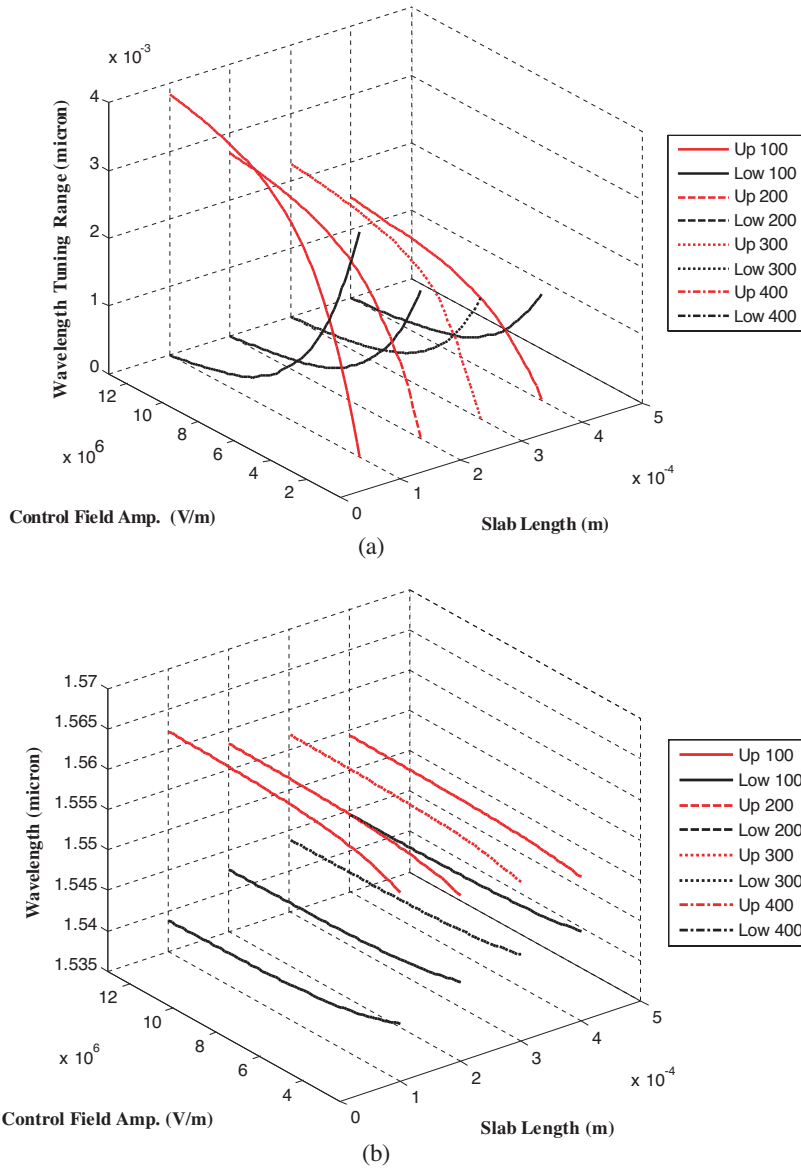 x 10⁻³
4
3
2
1
0
Wavelength Tuning Range (micron)
12
10
8
6
4
2
x 10⁶
Control Field Amp. (V/m)
0
1
2
3
4
5
x 10⁻⁴
Slab Length (m)
Up 100
Low 100
Up 200
Low 200
Up 300
Low 300
Up 400
Low 400
(a)
1.57
1.565
1.56
1.555
1.55
1.545
1.54
1.535
Wavelength (micron)
12
10
8
6
4
x 10⁶
Control Field Amp. (V/m)
0
1
2
3
4
5
x 10⁻⁴
Slab Length (m)
Up 100
Low 100
Up 200
Low 200
Up 300
Low 300
Up 400
Low 400
(b)